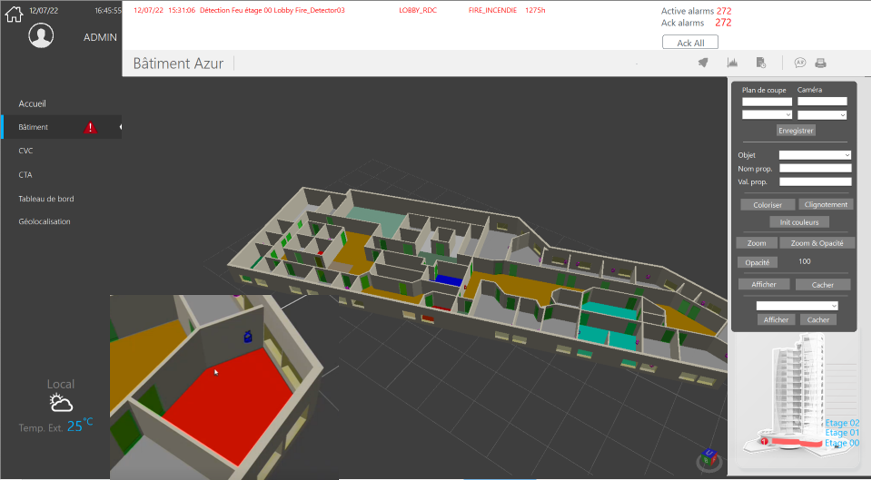 12/07/22 16:45:55
ADMIN
12/07/22 15:31:06 Détection Feu étage 00 Lobby Fire_Detector03 LOBBY_RDC FIRE_INCENDIE 1275h
Active alarms 272
Ack alarms 272
Ack All
Bâtiment Azur
Accueil
Bâtiment
CVC
CTA
Tableau de bord
Géolocalisation
Local
Temp. Ext. 25°C
Plan de coupe Caméra
Enregistrer
Objet
Nom prop.
Val. prop.
Coloriser Clignotement
Init couleurs
Zoom Zoom & Opacité
Opacité 100
Afficher Cacher
Afficher Cacher
Etage 02
Etage 01
Etage 00